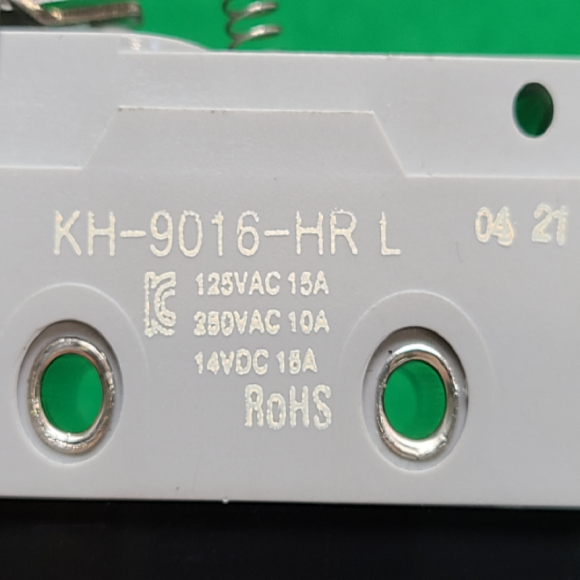 KH-9016-HR L 04 21
125VAC 15A
250VAC 10A
14VDC 15A
RoHS